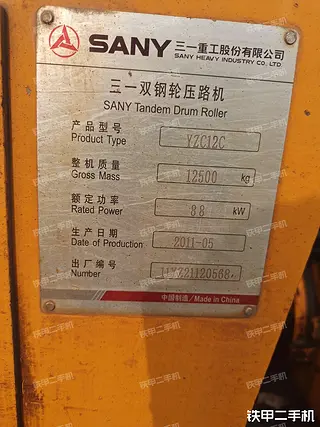 SANY 三一重工股份有限公司
SANY HEAVY INDUSTRY CO. LTD
三一双钢轮压路机
SANY Tandem Drum Roller
产品型号
Product Type YZC12C
整机质量
Gross Mass 12500 kg
额定功率
Rated Power 88 kW
生产日期
Date of Production 2011-05
出厂编号
Number
中国制造/Made in China
铁甲二手机